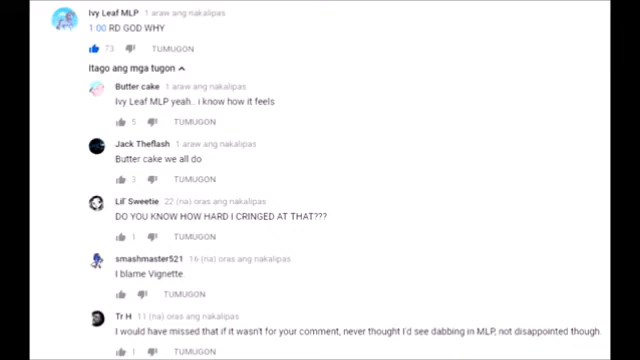 Ivy Leaf MLP 1 araw ang nakalipas
1:00 RD GOD WHY
73 TUMUGON
Itago ang mga tugon
Butter cake 1 araw ang nakalipas
Ivy Leaf MLP yeah.. i know how it feels
5 TUMUGON
Jack Theflash 1 araw ang nakalipas
Butter cake we all do
3 TUMUGON
Lil' Sweetie 22 (na) oras ang nakalipas
DO YOU KNOW HOW HARD I CRINGED AT THAT???
1 TUMUGON
smashmaster521 16 (na) oras ang nakalipas
I blame Vignette.
TUMUGON
Tr H 11 (na) oras ang nakalipas
I would have missed that if it wasn't for your comment, never thought I'd see dabbing in MLP, not disappointed though.
1 TUMUGON